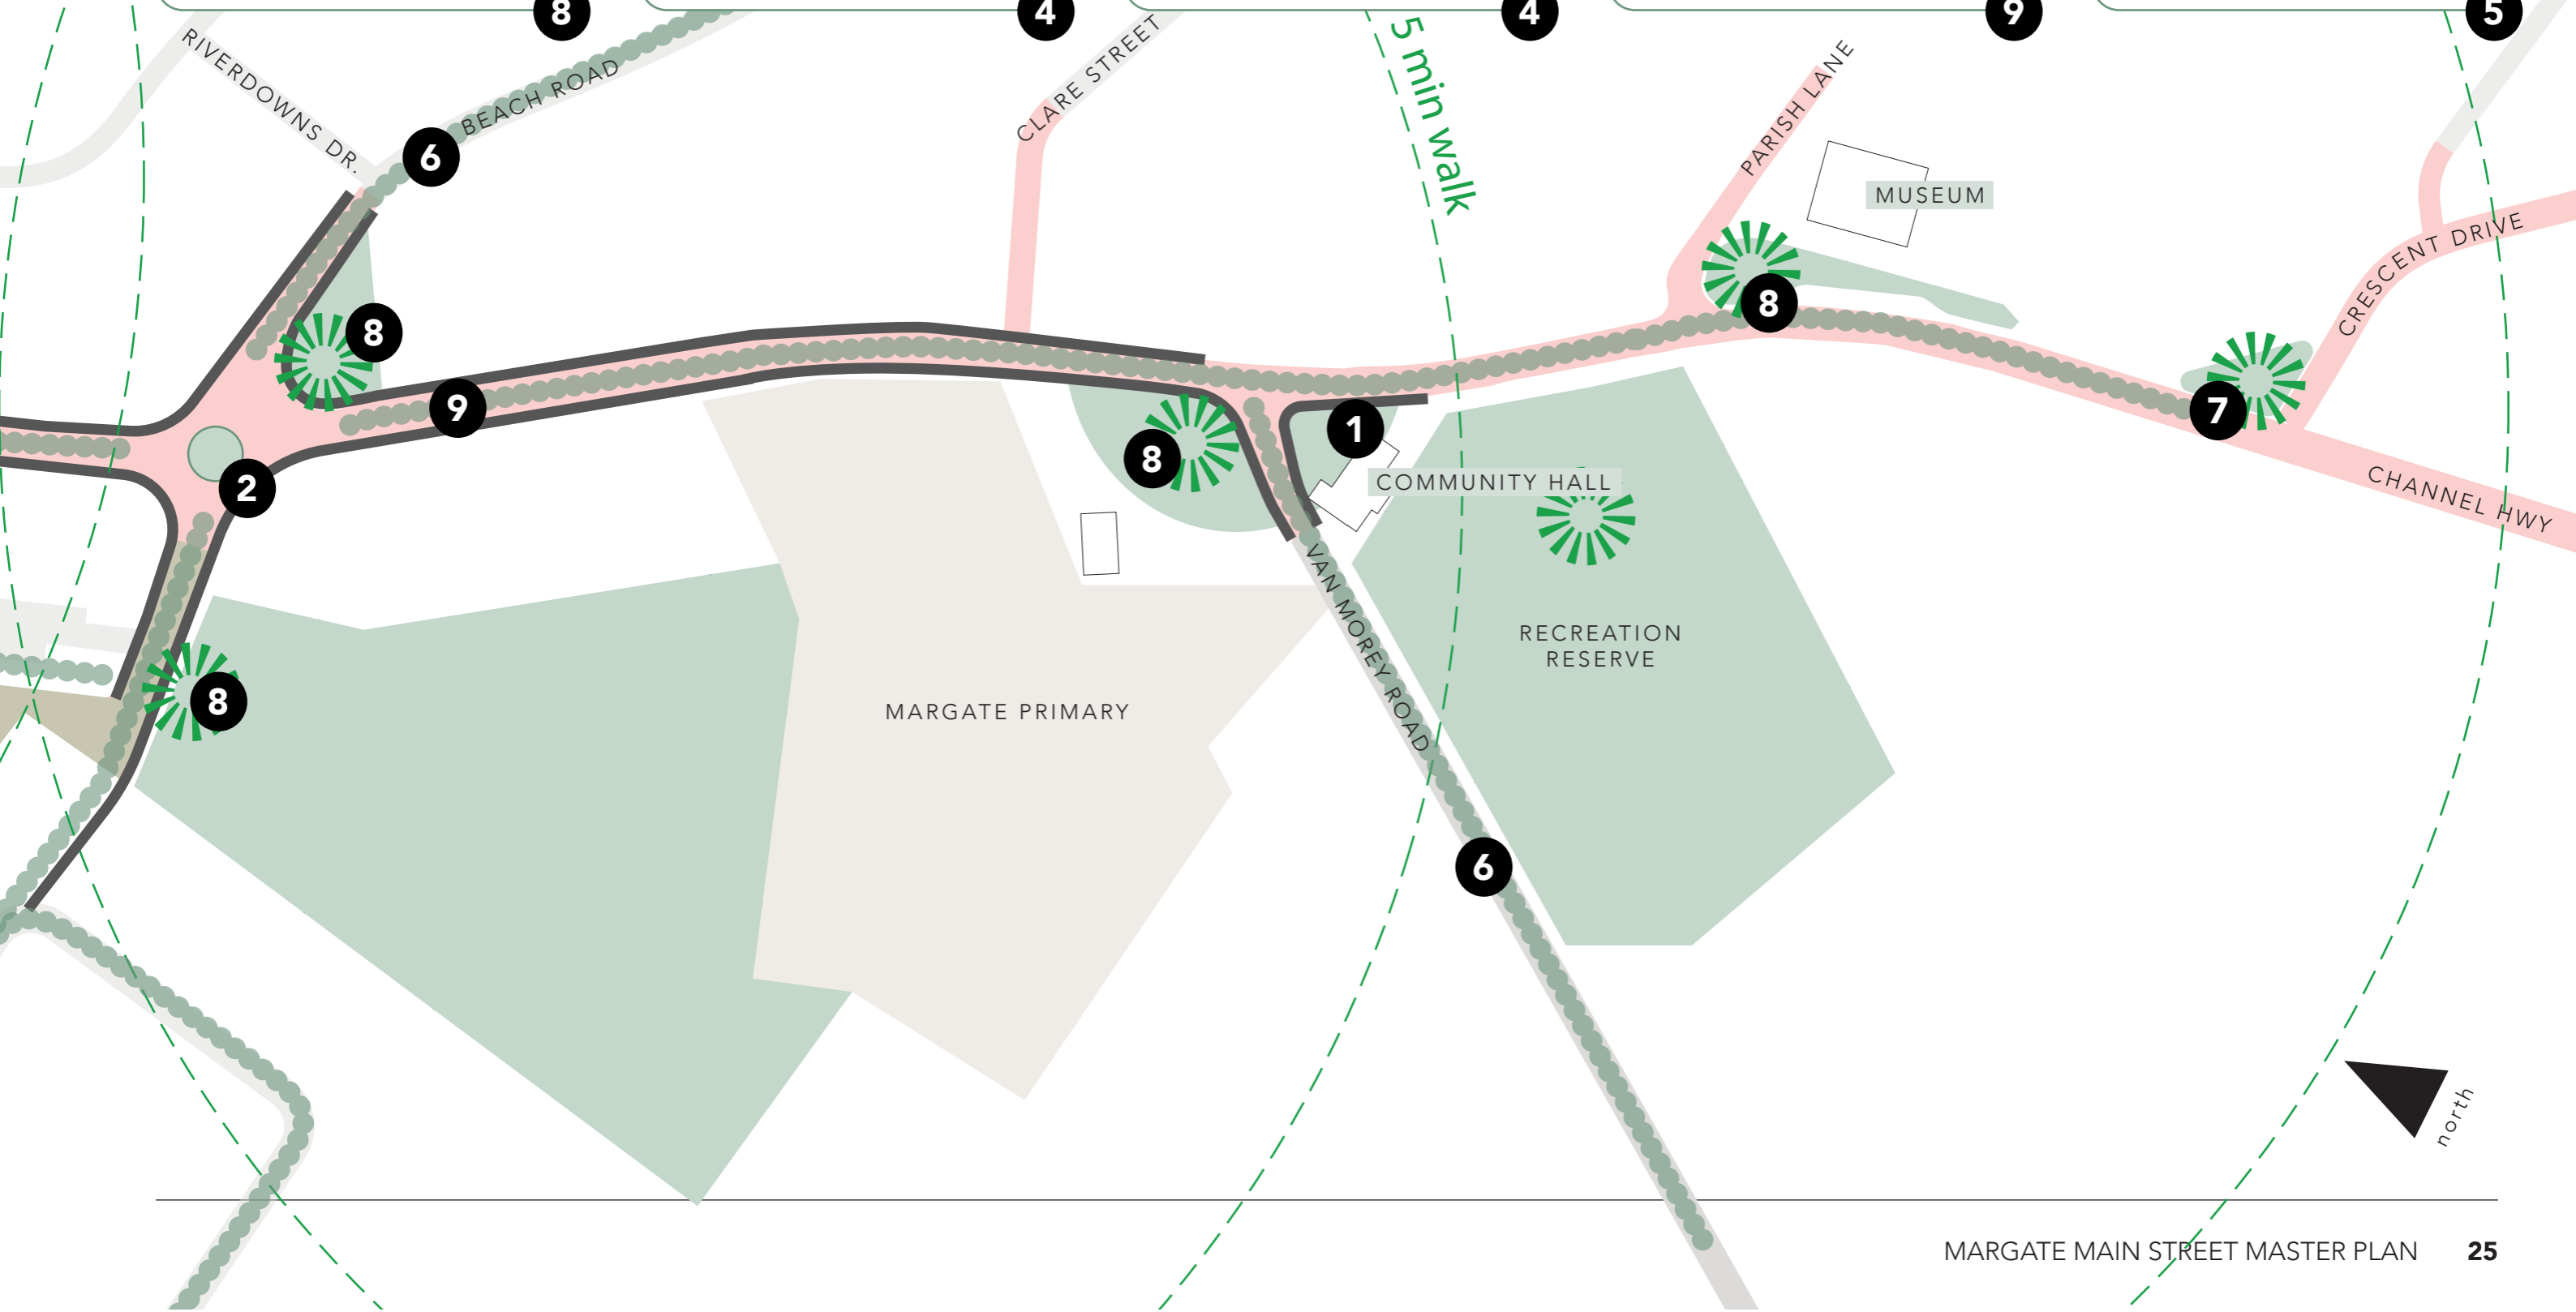 8
4
4
9
5
RIVERDOWNS DR.
BEACH ROAD
6
CLARE STREET
5 min walk
PARISH LANE
MUSEUM
CRESCENT DRIVE
8
8
9
8
1
7
2
COMMUNITY HALL
CHANNEL HWY
VAN MOREY ROAD
RECREATION
RESERVE
8
MARGATE PRIMARY
6
north
MARGATE MAIN STREET MASTER PLAN 25